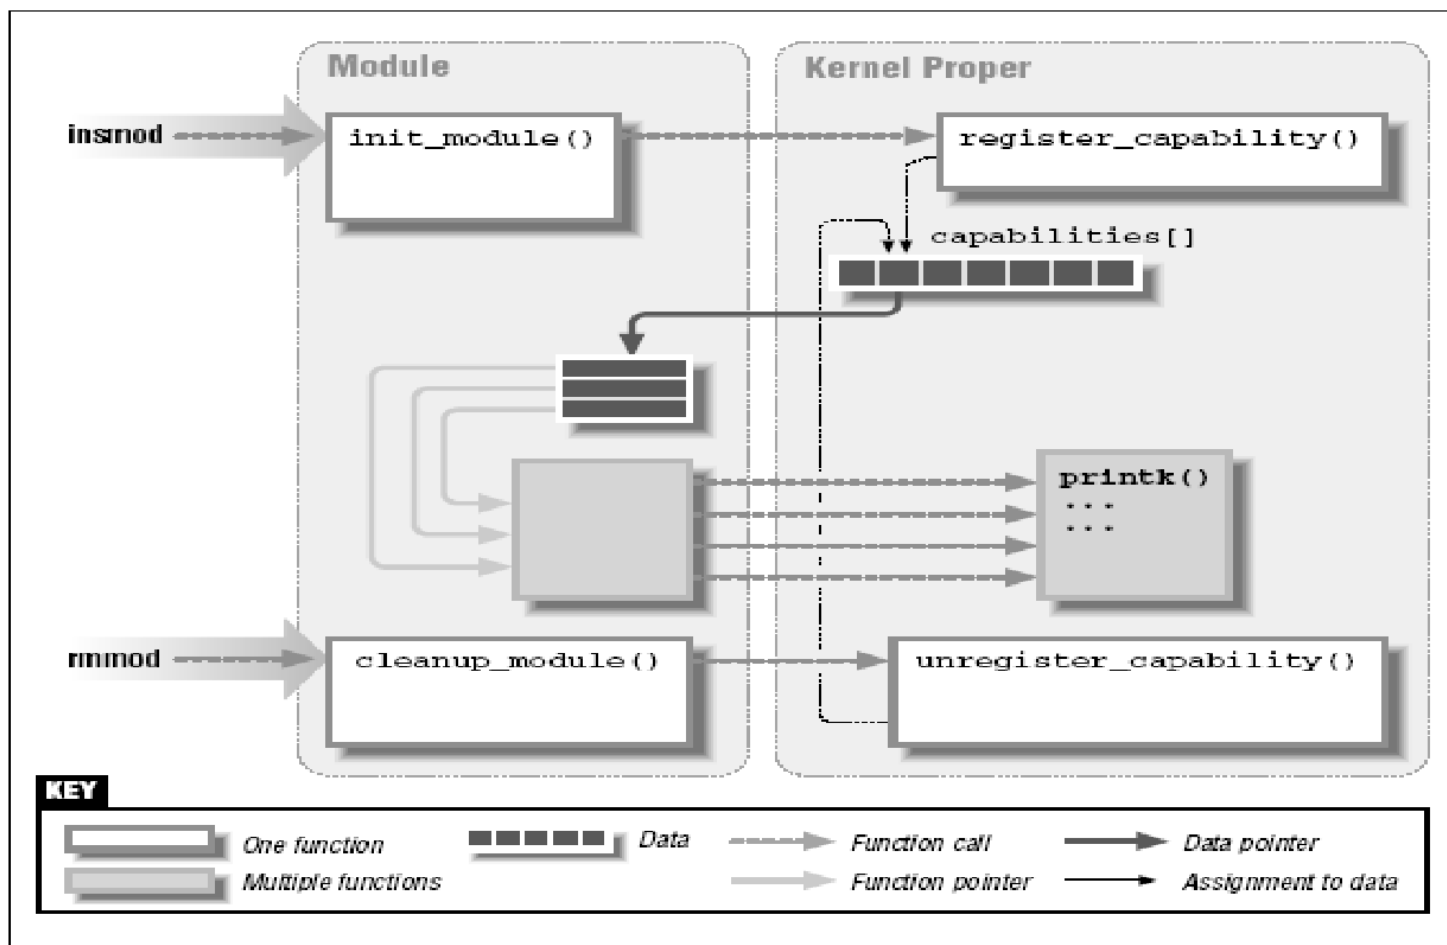 Module
Kernel Proper
insmod
init_module()
register_capability()
capabilities[]
printk()
...
...
rmmod
cleanup_module()
unregister_capability()
KEY
One function
Data
Function call
Data pointer
Multiple functions
Function pointer
Assignment to data